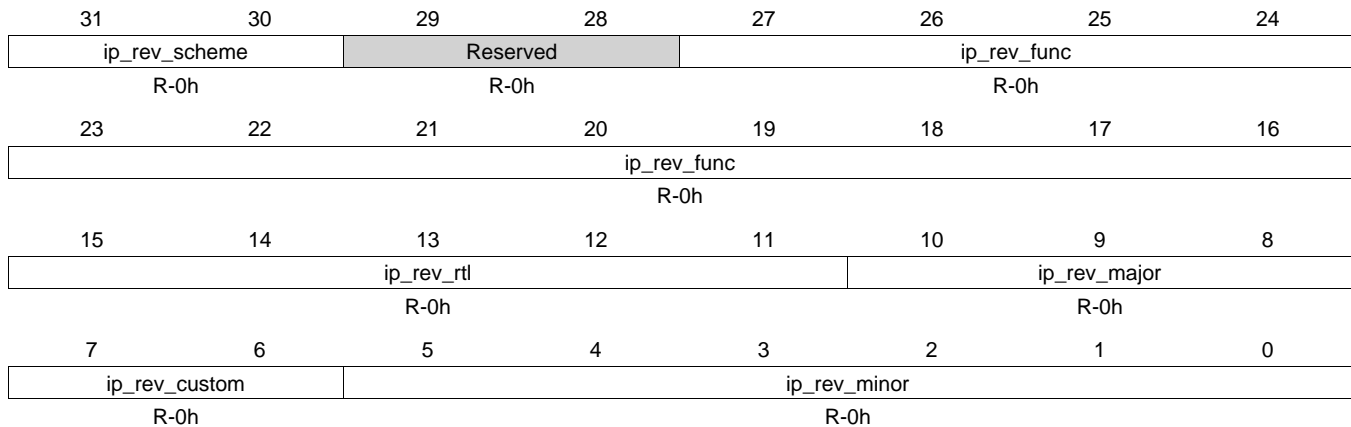 31 30 29 28 27 26 25 24
ip_rev_scheme Reserved ip_rev_func
R-0h R-0h R-0h
23 22 21 20 19 18 17 16
ip_rev_func
R-0h
15 14 13 12 11 10 9 8
ip_rev_rtl ip_rev_major
R-0h R-0h
7 6 5 4 3 2 1 0
ip_rev_custom ip_rev_minor
R-0h R-0h